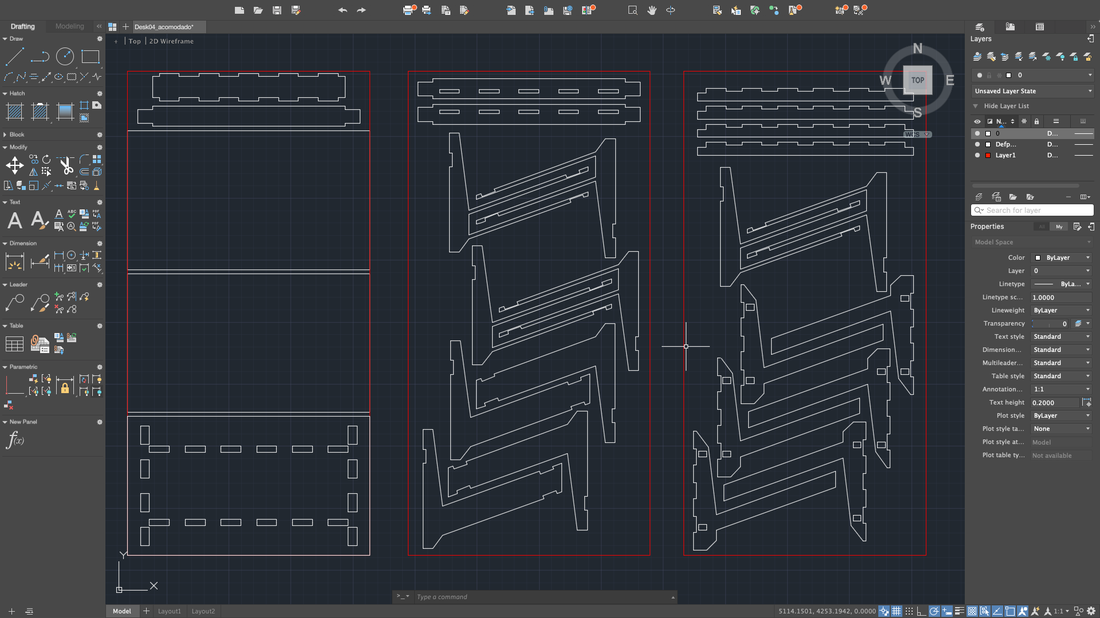 Drafting
Modeling
Desk04_acomodado*
Draw
Top | 2D Wireframe
Hatch
Block
Modify
Text
A
A
Dimension
Leader
Table
Parametric
New Panel
f(x)
N
W
TOP
E
S
Y
X
Type a command
Model
Layout1
Layout2
5114.1501, 4253.1942, 0.0000
1:1
Layers
0
Unsaved Layer State
Hide Layer List
N...
0
D...
Defp...
D...
Layer1
D...
Search for layer
Properties
All
My
Model Space
Color
ByLayer
Layer
0
Linetype
ByLa...
Linetype sc...
1.0000
Lineweight
ByLayer
Transparency
0
Text style
Standard
Dimension...
Standard
Multileader...
Standard
Table style
Standard
Annotation...
1:1
Text height
0.2000
Plot style
ByLayer
Plot style ta...
None
Plot style at...
Model
Plot table ty...
Not available